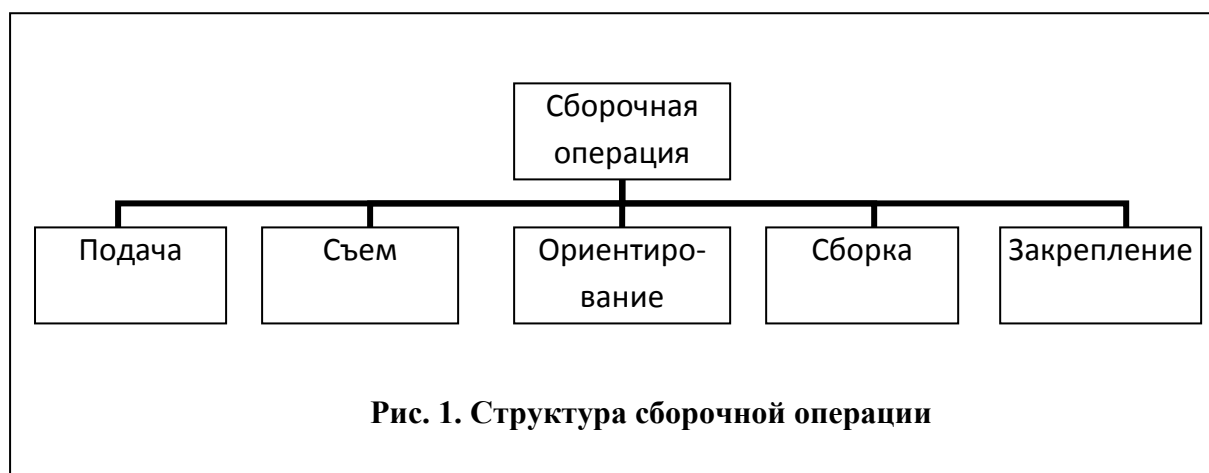 Сборочная
операция
Подача
Съем
Ориентиро-
вание
Сборка
Закрепление
Рис. 1. Структура сборочной операции